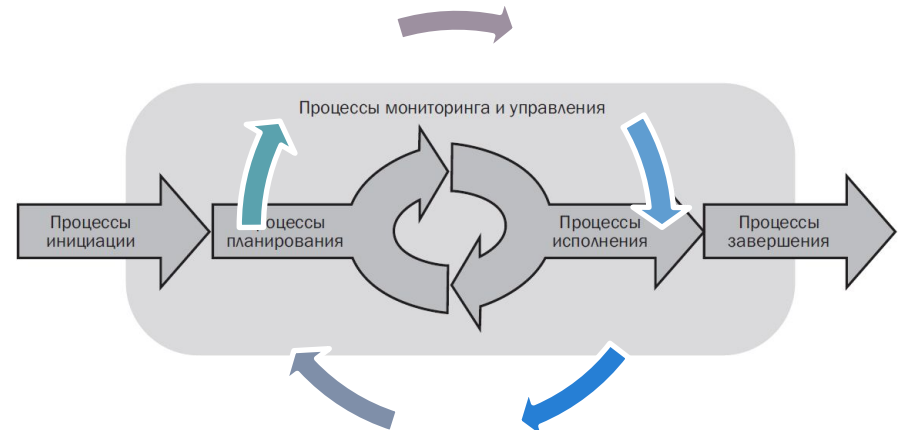 Процессы мониторинга и управления
Процессы
инициации
Процессы
планирования
Процессы
исполнения
Процессы
завершения